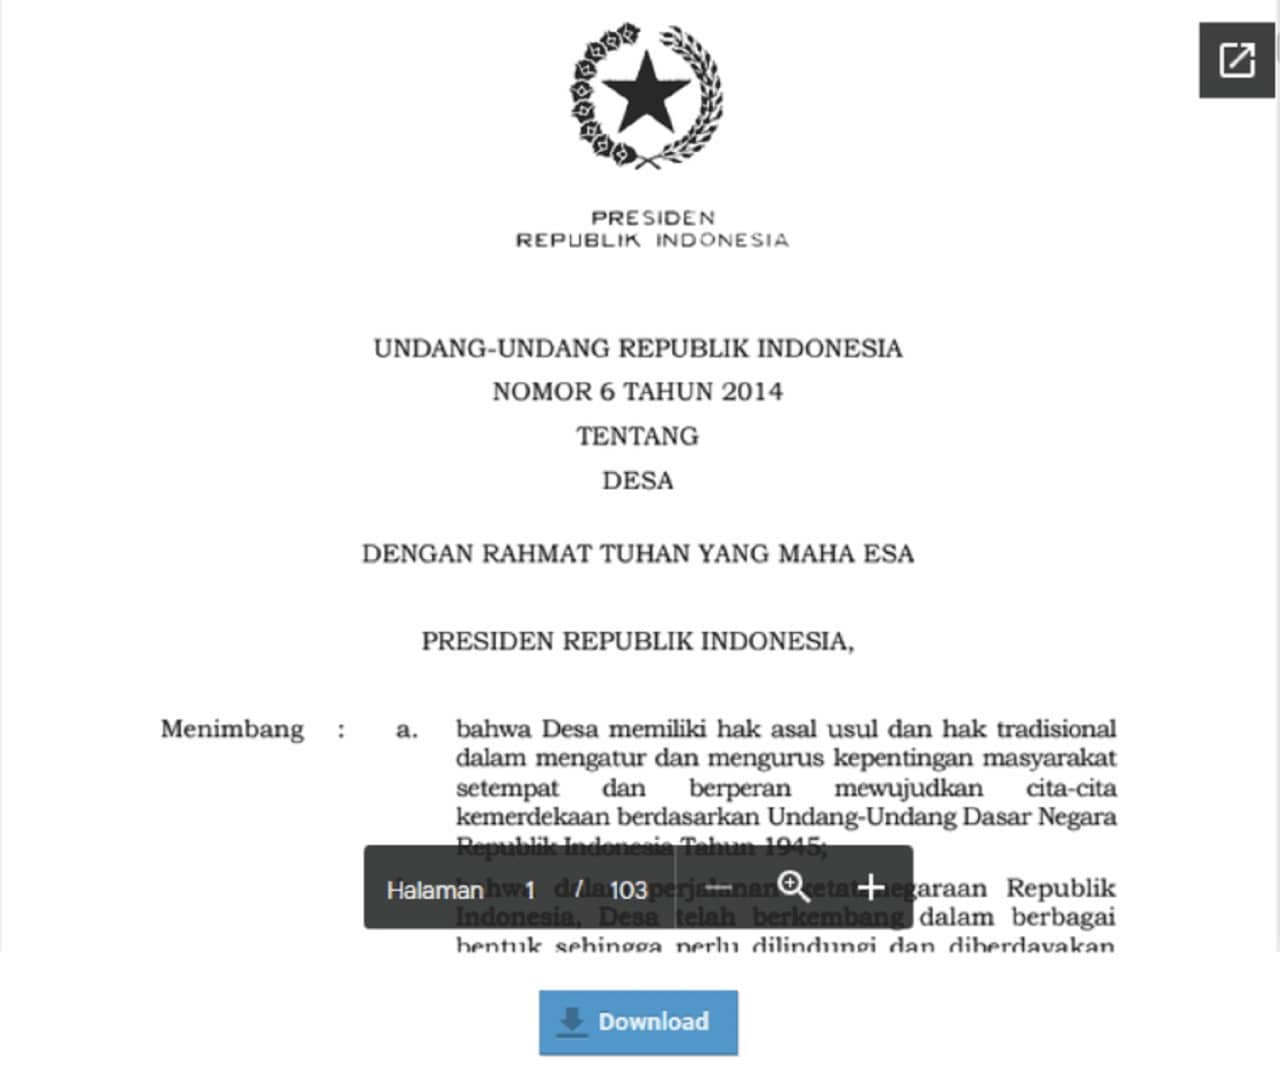 PRESIDEN
REPUBLIK INDONESIA
UNDANG-UNDANG REPUBLIK INDONESIA
NOMOR 6 TAHUN 2014
TENTANG
DESA
DENGAN RAHMAT TUHAN YANG MAHA ESA
PRESIDEN REPUBLIK INDONESIA,
Menimbang : a. bahwa Desa memiliki hak asal usul dan hak tradisional
dalam mengatur dan mengurus kepentingan masyarakat
setempat dan berperan mewujudkan cita-cita
kemerdekaan berdasarkan Undang-Undang Dasar Negara
Republik Indonesia Tahun 1945;
bahwa dalam perjalanan ketatanegaraan Republik
Indonesia, Desa telah berkembang dalam berbagai
bentuk sehingga perlu dilindungi dan diberdayakan
Halaman 1 / 103
Download